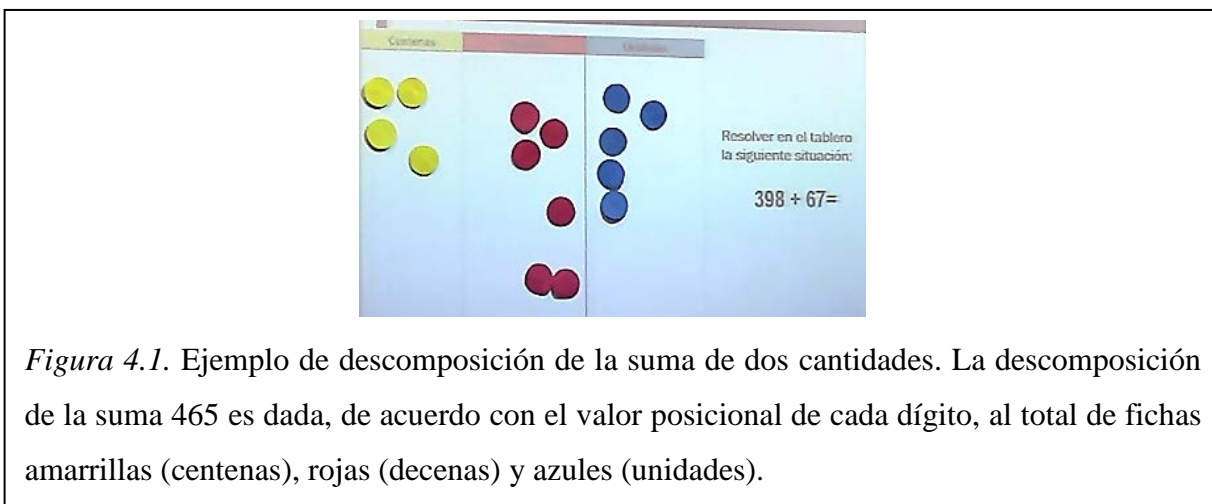 Centenas
Unidades
Resolver en el tablero
la siguiente situación:
398 + 67=
Figura 4.1. Ejemplo de descomposición de la suma de dos cantidades. La descomposición
de la suma 465 es dada, de acuerdo con el valor posicional de cada dígito, al total de fichas
amarrillas (centenas), rojas (decenas) y azules (unidades).